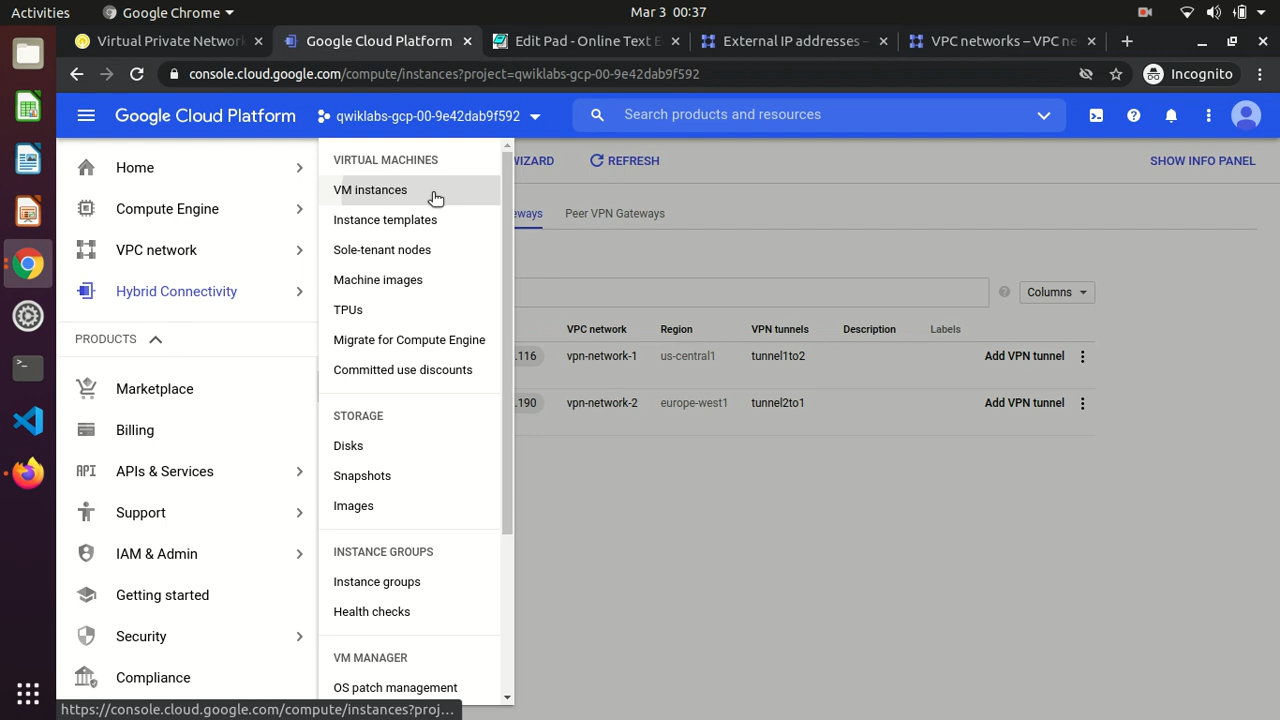 Activities
Google Chrome
Mar 3 00:37
Virtual Private Network
Google Cloud Platform
Edit Pad - Online Text E
External IP addresses –
VPC networks – VPC ne
console.cloud.google.com/compute/instances?project=qwiklabs-gcp-00-9e42dab9f592
Incognito
Google Cloud Platform
qwiklabs-gcp-00-9e42dab9f592
Search products and resources
WIZARD
REFRESH
SHOW INFO PANEL
Home
Compute Engine
VPC network
Hybrid Connectivity
PRODUCTS
Marketplace
Billing
API APIs & Services
Support
IAM & Admin
Getting started
Security
Compliance
VIRTUAL MACHINES
VM instances
Instance templates
Sole-tenant nodes
Machine images
TPUs
Migrate for Compute Engine
Committed use discounts
STORAGE
Disks
Snapshots
Images
INSTANCE GROUPS
Instance groups
Health checks
VM MANAGER
OS patch management
eways
Peer VPN Gateways
Columns
VPC network Region VPN tunnels Description Labels
.116 vpn-network-1 us-central1 tunnel1to2 Add VPN tunnel
.190 vpn-network-2 europe-west1 tunnel2to1 Add VPN tunnel
https://console.cloud.google.com/compute/instances?proj...